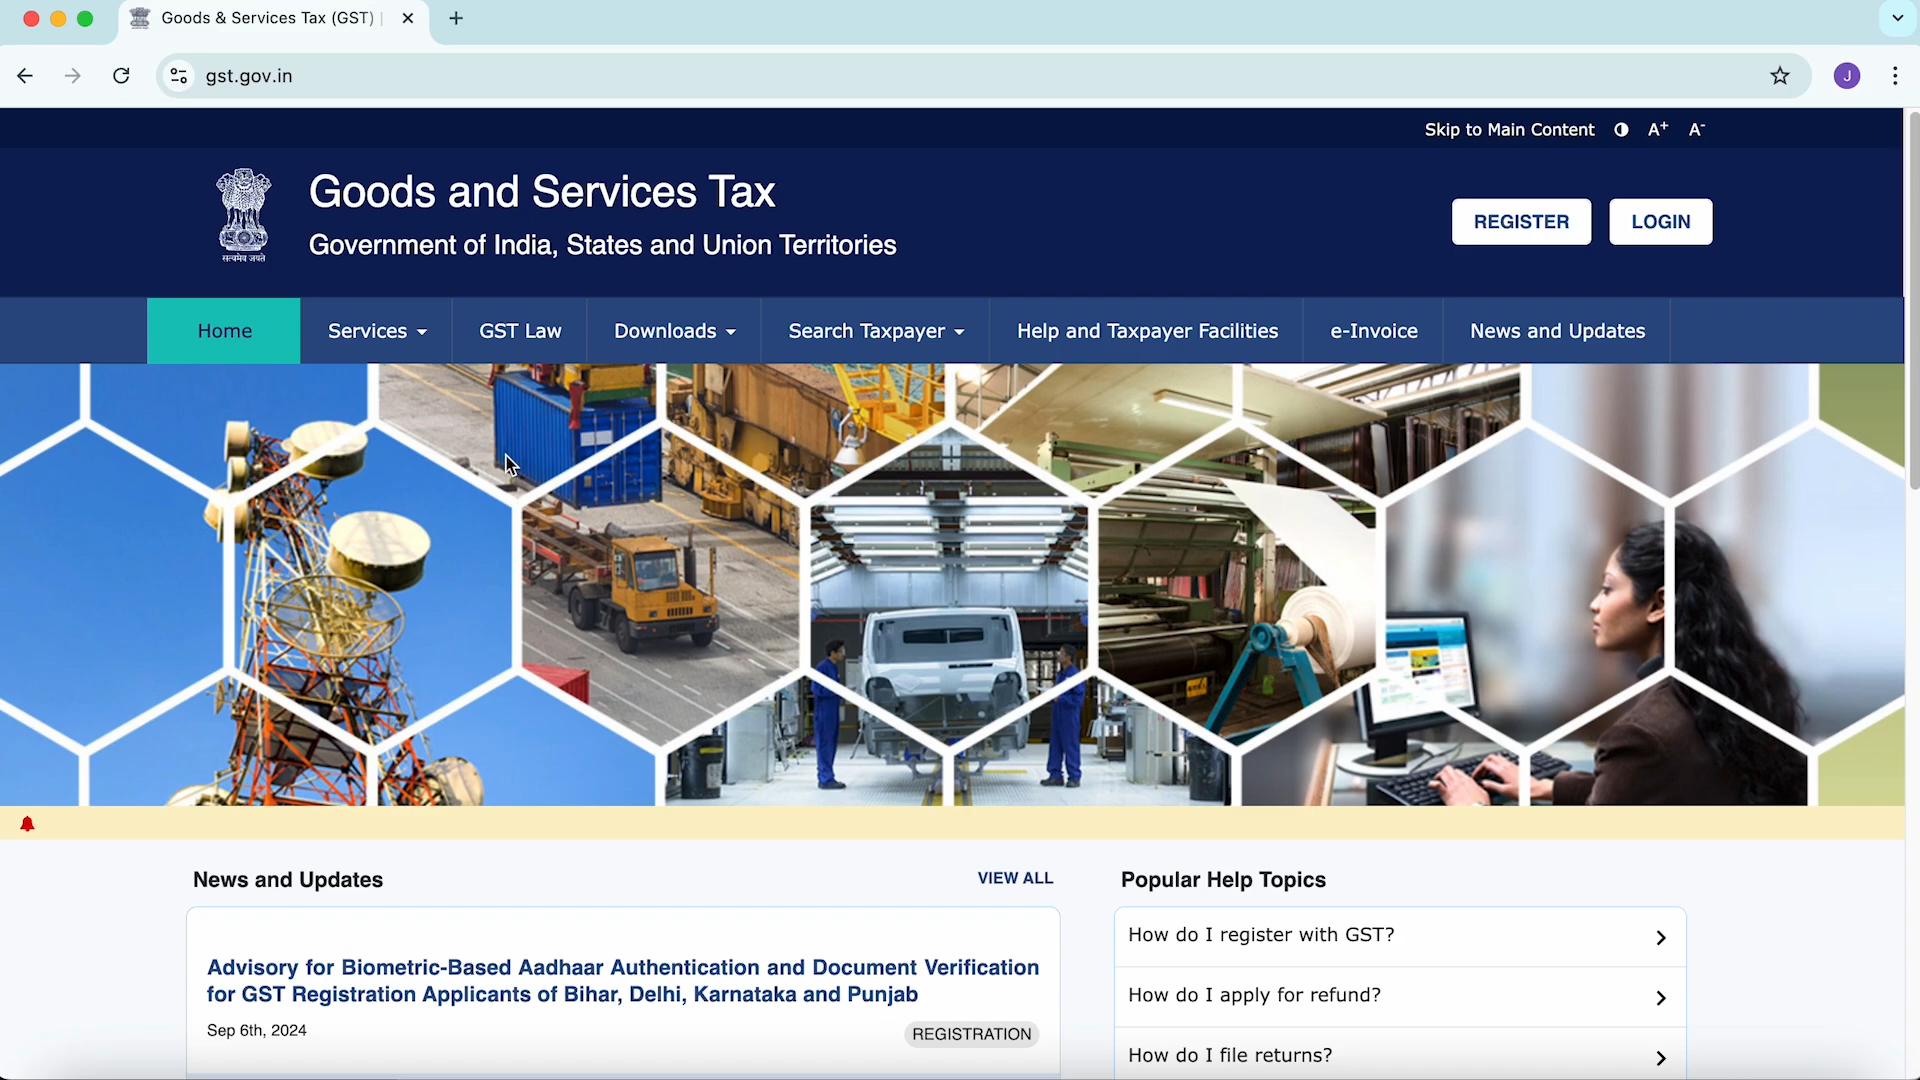 Goods & Services Tax (GST) |
gst.gov.in
J
Skip to Main Content A+ A-
Goods and Services Tax
Government of India, States and Union Territories
सत्यमेव जयते
REGISTER LOGIN
Home Services GST Law Downloads Search Taxpayer Help and Taxpayer Facilities e-Invoice News and Updates
News and Updates VIEW ALL
Advisory for Biometric-Based Aadhaar Authentication and Document Verification
for GST Registration Applicants of Bihar, Delhi, Karnataka and Punjab
Sep 6th, 2024
REGISTRATION
Popular Help Topics
How do I register with GST?
How do I apply for refund?
How do I file returns?